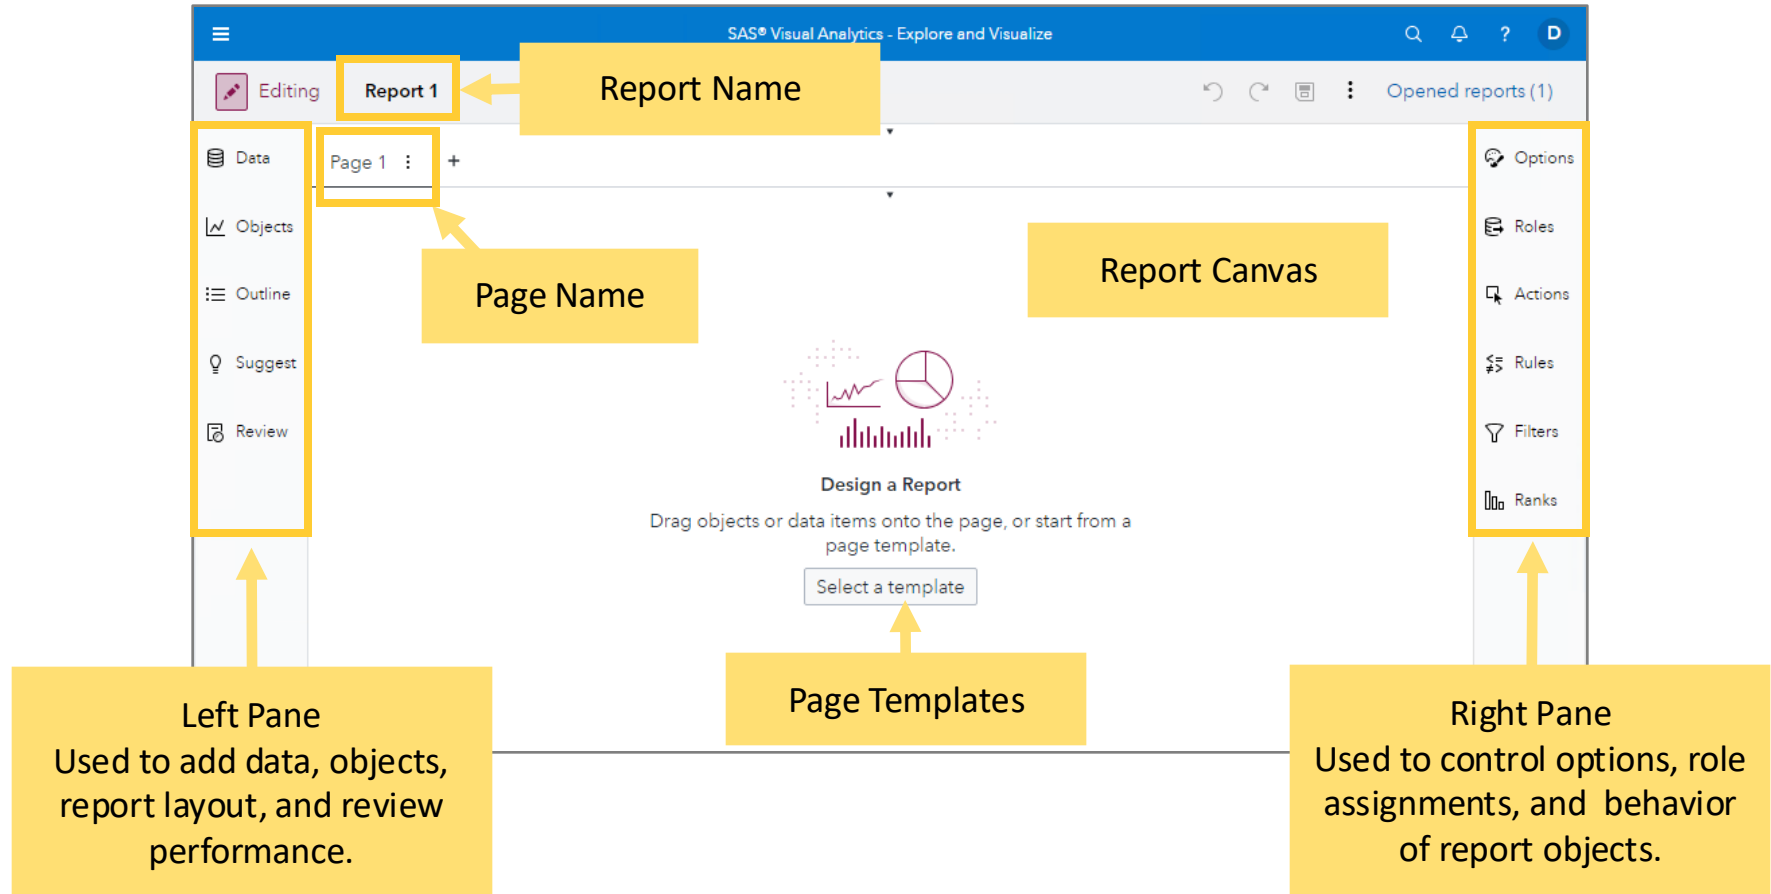 SAS® Visual Analytics - Explore and Visualize
?
D
Editing
Report 1
Report Name
Opened reports (1)
Data
Page 1
+
Options
Objects
Roles
Report Canvas
Outline
Page Name
Actions
Suggest
Rules
Review
Filters
Design a Report
Ranks
Drag objects or data items onto the page, or start from a
page template.
Select a template
Page Templates
Left Pane
Used to add data, objects,
report layout, and review
performance.
Right Pane
Used to control options, role
assignments, and behavior
of report objects.